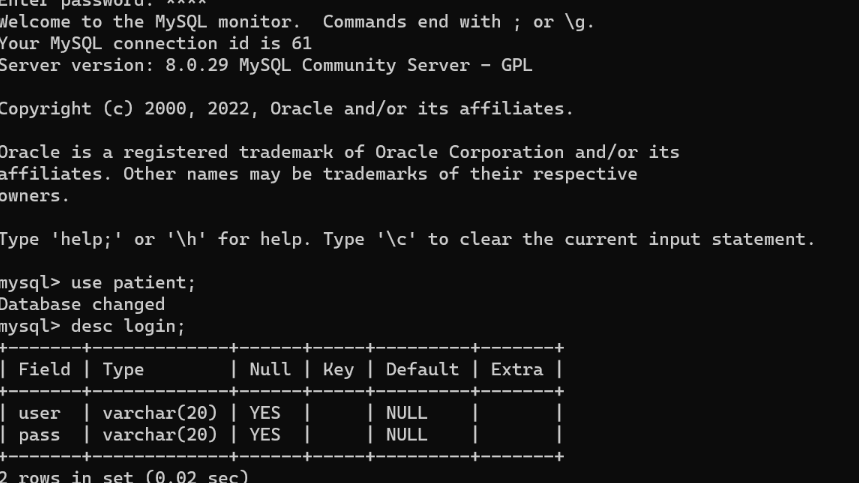 Enter password: ****
Welcome to the MySQL monitor.  Commands end with ; or \g.
Your MySQL connection id is 61
Server version: 8.0.29 MySQL Community Server - GPL
Copyright (c) 2000, 2022, Oracle and/or its affiliates.
Oracle is a registered trademark of Oracle Corporation and/or its
affiliates. Other names may be trademarks of their respective
owners.
Type 'help;' or '\h' for help. Type '\c' to clear the current input statement.
mysql> use patient;
Database changed
mysql> desc login;
+-------+-------------+------+-----+---------+-------+
| Field | Type        | Null | Key | Default | Extra |
+-------+-------------+------+-----+---------+-------+
| user  | varchar(20) | YES  |     | NULL    |       |
| pass  | varchar(20) | YES  |     | NULL    |       |
+-------+-------------+------+-----+---------+-------+
2 rows in set (0.02 sec)